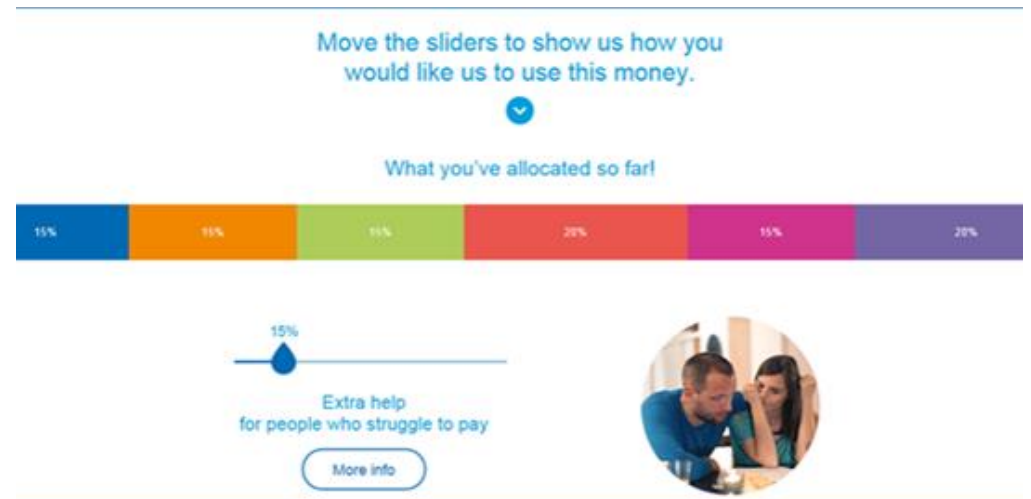 Move the sliders to show us how you
would like us to use this money.
What you've allocated so far!
15% 15% 15% 20% 15% 20%
15%
Extra help
for people who struggle to pay
More info